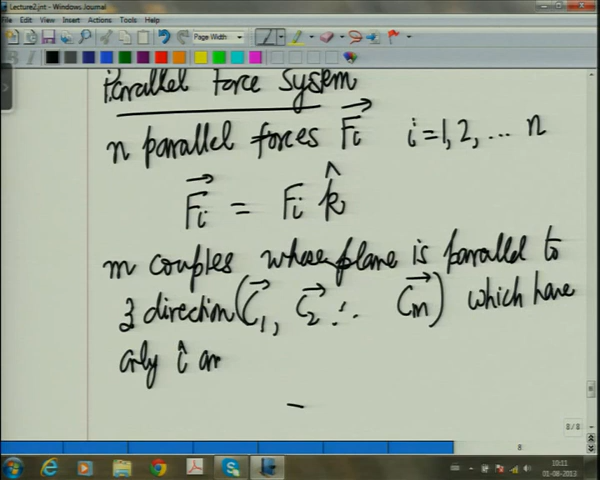 Lecture2.jnt - Windows Journal
File Edit View Insert Actions Tools Help
Page Width
Parallel Force System
n parallel forces F⃗i i=1,2, ... n
F⃗i = Fi k̂
m couples whose plane is parallel to
z direction (C⃗1, C⃗2 ... C⃗m) which have
only î an
8/8
8
10:11
01-08-2013